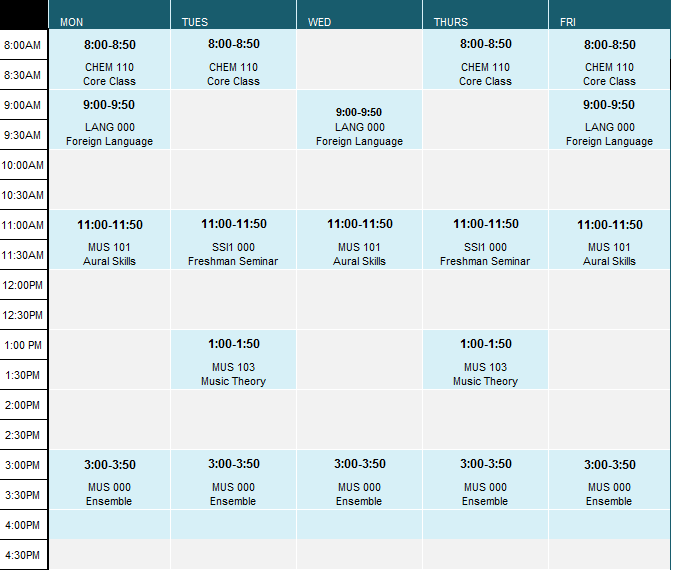 MON TUES WED THURS FRI
8:00AM 8:00-8:50 8:00-8:50 8:00-8:50 8:00-8:50
8:30AM CHEM 110 CHEM 110 CHEM 110 CHEM 110
Core Class Core Class Core Class Core Class
9:00AM 9:00-9:50 9:00-9:50 9:00-9:50
9:30AM LANG 000 LANG 000 LANG 000
Foreign Language Foreign Language Foreign Language
10:00AM
10:30AM
11:00AM 11:00-11:50 11:00-11:50 11:00-11:50 11:00-11:50 11:00-11:50
11:30AM MUS 101 SSI1 000 MUS 101 SSI1 000 MUS 101
Aural Skills Freshman Seminar Aural Skills Freshman Seminar Aural Skills
12:00PM
12:30PM
1:00 PM 1:00-1:50 1:00-1:50
1:30PM MUS 103 MUS 103
Music Theory Music Theory
2:00PM
2:30PM
3:00PM 3:00-3:50 3:00-3:50 3:00-3:50 3:00-3:50 3:00-3:50
3:30PM MUS 000 MUS 000 MUS 000 MUS 000 MUS 000
Ensemble Ensemble Ensemble Ensemble Ensemble
4:00PM
4:30PM